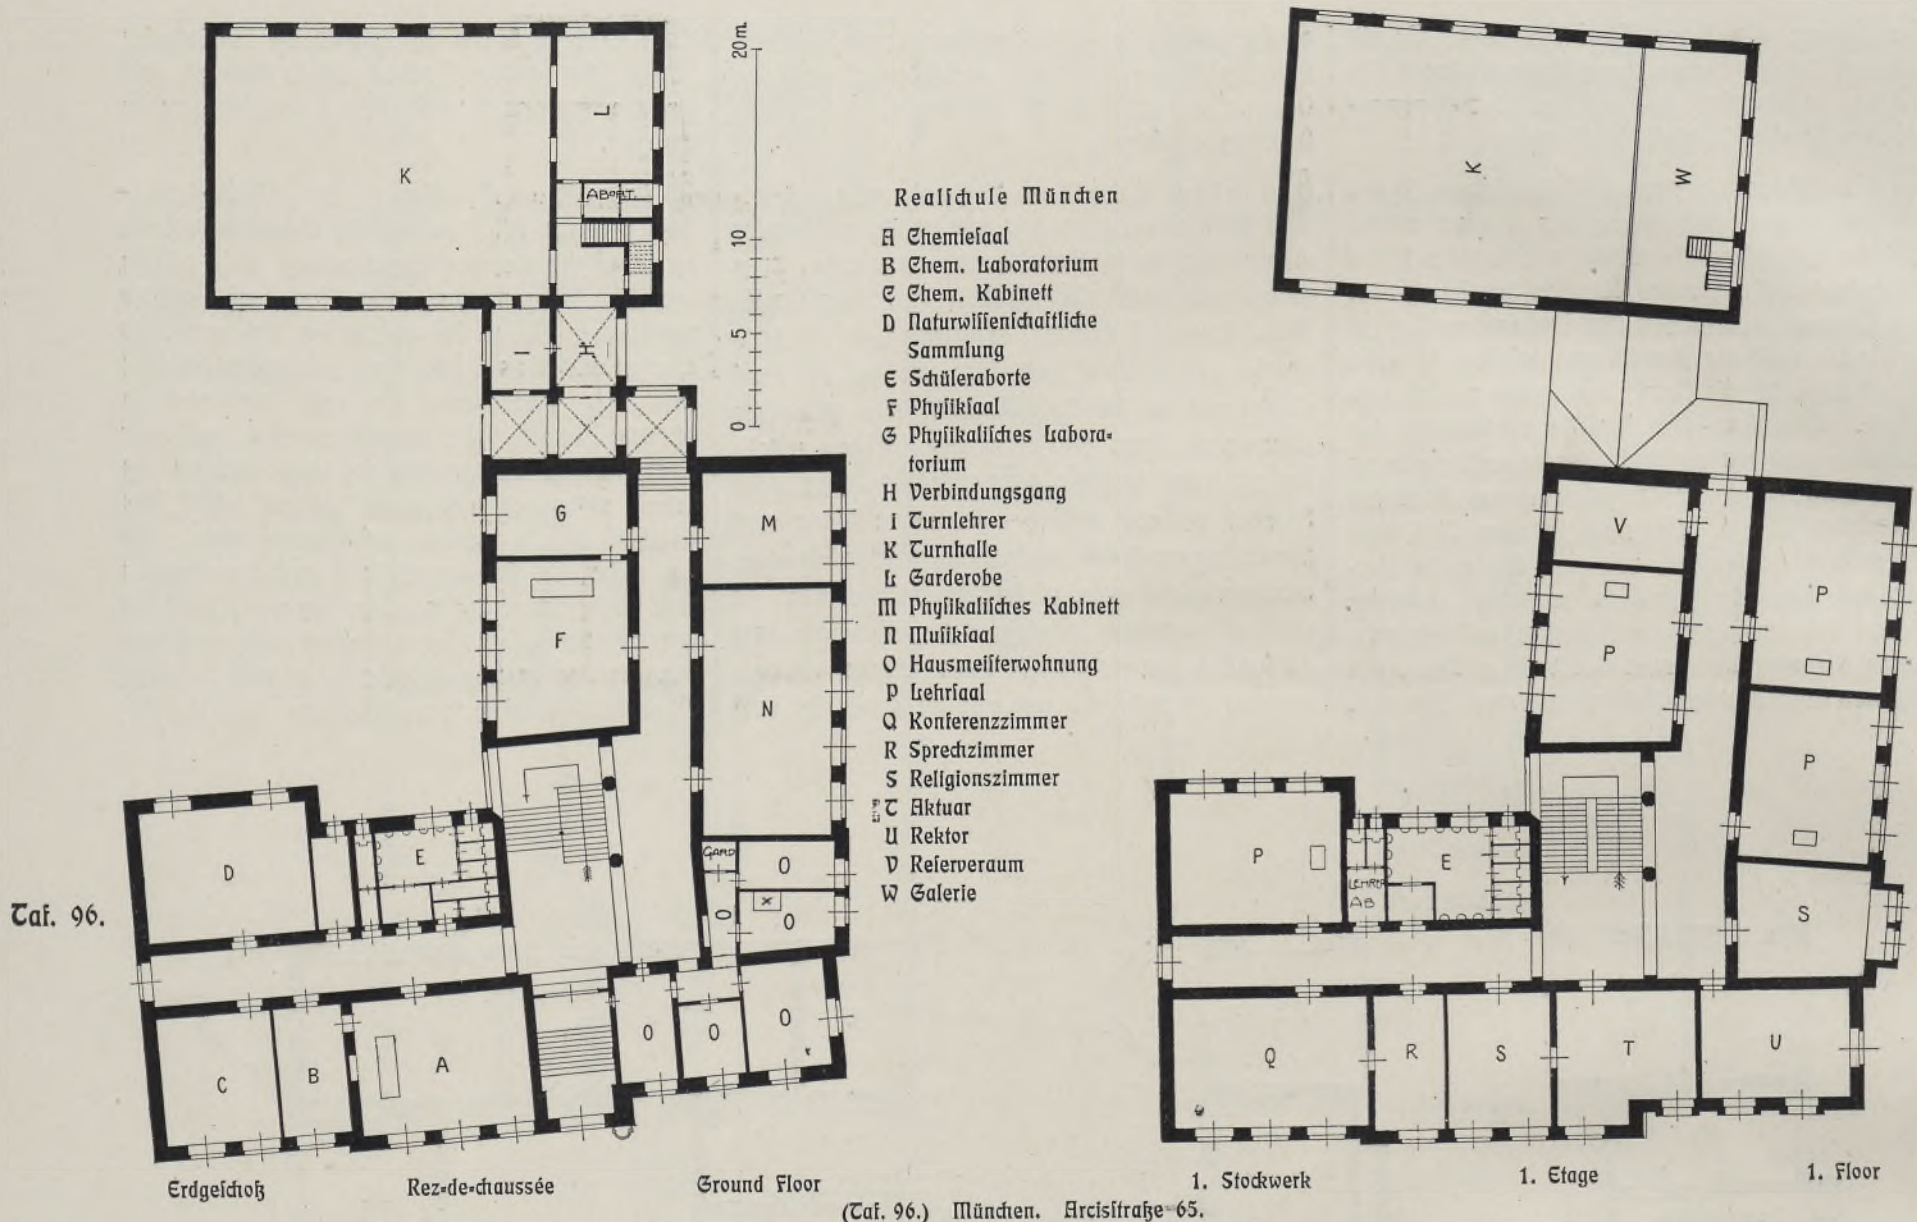 K
L
ABORT.
I
H
G
M
F
N
D
E
GARD
O
O
O
C
B
A
O
O
O
20 m.
10
5
0
Realschule München
A Chemiesaal
B Chem. Laboratorium
C Chem. Kabinett
D Naturwissenschaftliche
Sammlung
E Schüleraborte
F Physiksaal
G Physikalisches Labora-
torium
H Verbindungsgang
I Turnlehrer
K Turnhalle
L Garderobe
M Physikalisches Kabinett
N Musiksaal
O Hausmeisterwohnung
P Lehrsaal
Q Konferenzzimmer
R Sprechzimmer
S Religionszimmer
T Aktuar
U Rektor
V Reserveraum
W Galerie
K
W
V
P
P
P
P
E
LEHRER
AB
S
Q
R
S
T
U
Taf. 96.
Erdgeschoß Rez-de-chaussée Ground Floor
1. Stockwerk 1. Etage 1. Floor
(Taf. 96.) München. Arcisstraße 65.